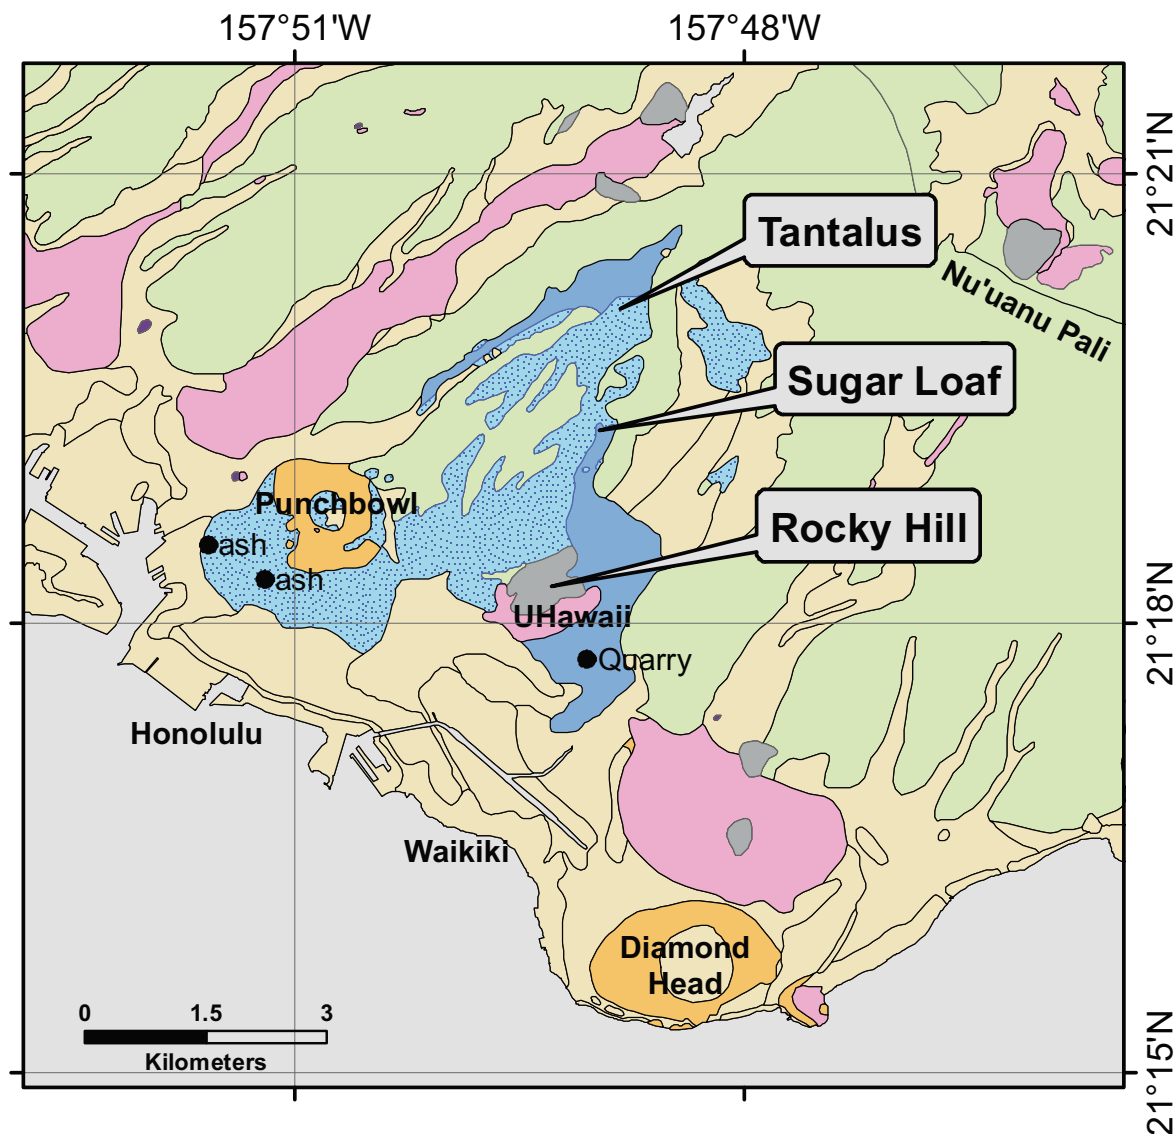 157°51'W
157°48'W
21°21'N
Tantalus
Nu'uanu Pali
Sugar Loaf
Punchbowl
Rocky Hill
ash
ash
UHawaii
21°18'N
Quarry
Honolulu
Waikiki
Diamond
Head
0 1.5 3
Kilometers
21°15'N